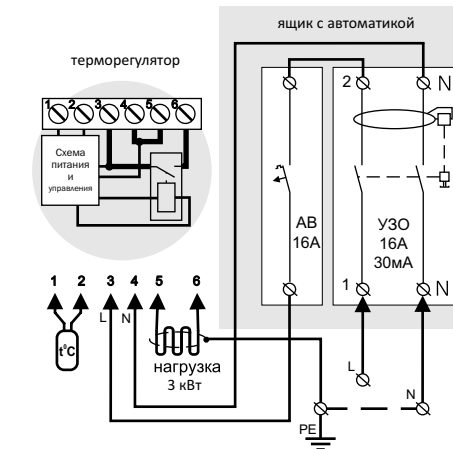 ящик с автоматикой
терморегулятор
1 2 3 4 5 6
Схема
питания
и
управления
2 N
АВ
16А
УЗО
16А
30мА
1 N
1 2 3 4 5 6
L N
t°C
нагрузка
3 кВт
L
N
PE